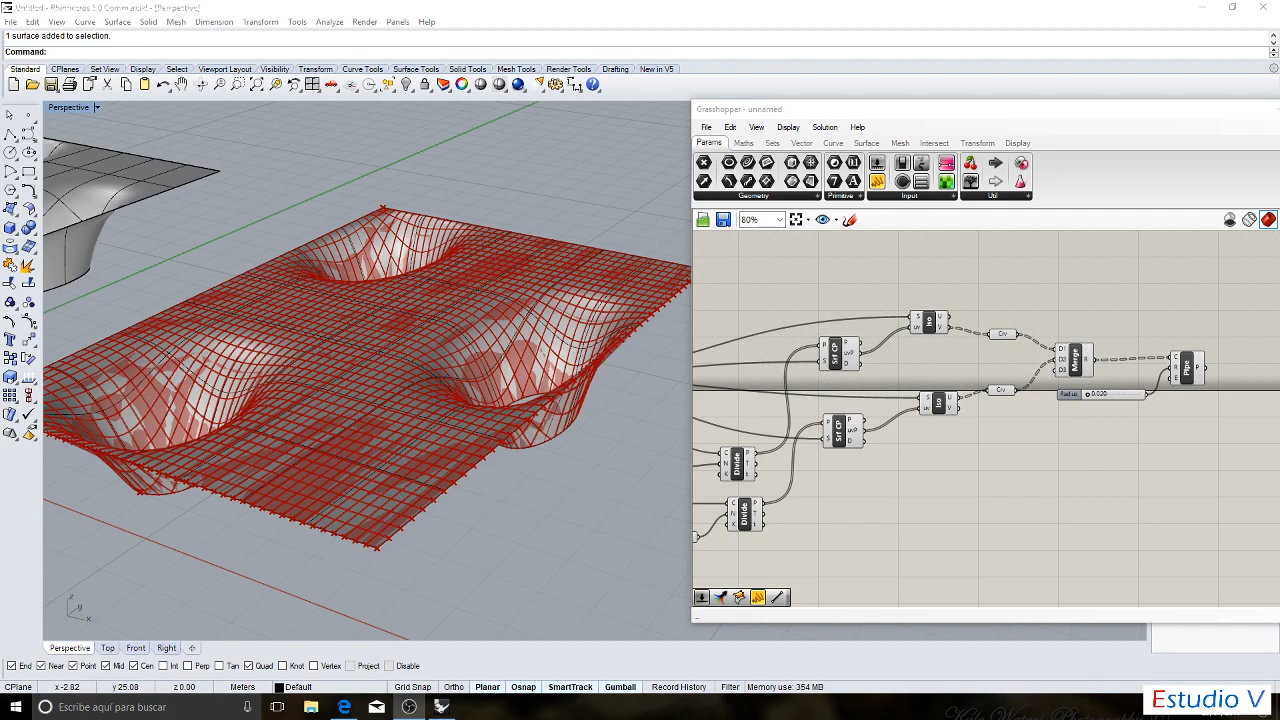 Untitled - Rhinoceros 5.0 Commercial - [Perspective]
File Edit View Curve Surface Solid Mesh Dimension Transform Tools Analyze Render Panels Help
1 surface added to selection.
Command:
Standard CPlanes Set View Display Select Viewport Layout Visibility Transform Curve Tools Surface Tools Solid Tools Mesh Tools Render Tools Drafting New in V5
Perspective
Grasshopper - unnamed
File Edit View Display Solution Help
Params Maths Sets Vector Curve Surface Mesh Intersect Transform Display
Geometry Primitive Input Util
80%
S
uv
Iso
U
V
P
S
Srf CP
P
uvP
D
Crv
D1
D2
D3
Merge
R
C
R
E
Pipe
P
S
uv
Iso
U
V
Crv
Radius 0.020
P
S
Srf CP
P
uvP
D
C
N
K
Divide
P
T
t
C
N
K
Divide
P
T
t
z
y
x
Perspective Top Front Right
End Near Point Mid Cen Int Perp Tan Quad Knot Vertex Project Disable
CPlane x -2.82 y 25.08 z 0.00 Meters Default Grid Snap Ortho Planar Osnap SmartTrack Gumball Record History Filter Memory use: 354 MB
Escribe aquí para buscar
Estudio V